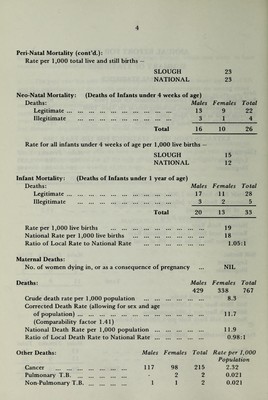 4
Peri-Natal Mortality (cont'd.):
Rate per 1,000 total live and still births —
SLOUGH 23
NATIONAL 23
Neo-Natal Mortality: (Deaths of Infants under 4 weeks of age)
Deaths: Males Females Total
Legitimate ... ... ... ... ... ... ... ... 13 9 22
Illegitimate ... ... ... ... ... ... ... ... 3 1 4
Total 16 10 26
Rate for all infants under 4 weeks of age per 1,000 live births —
SLOUGH 15
NATIONAL 12
Infant Mortality: (Deaths of Infants under 1 year of age)
Deaths: Males Females Total
Legitimate ... ... ... ... ... ... ... ... 17 11 28
Illegitimate ... ... ... ... ... ... ... ... 3 2 5
Total 20 13 33
Rate per 1,000 live births ... ... ... ... ... ... 19
National Rate per 1,000 live births ... ... ... ... ... 18
Ratio of Local Rate to National Rate ... ... ... ... ... 1.05:1
Maternal Deaths:
No. of women dying in, or as a consequence of pregnancy ... NIL
Deaths: Males Females Total
429 338 767
Crude death rate per 1,000 population ... ... ... ... 8.3
Corrected Death Rate (allowing for sex and age
of population) ... ... ... ... ... ... ... ... 11.7
(Comparability factor 1.41)
National Death Rate per 1,000 population ... ... ... ... 11.9
Ratio of Local Death Rate to National Rate ... ... ... ... 0.98:1
Other Deaths: Males Females Total Rate per 1,000
Population
Cancer ... ... ... ... ... ... 117 98 215 2.32
Pulmonary T.B. ... ... ... ... - 2 2 0.021
Non-Pulmonary T.B. ... ... ... 1 1 2 0.021